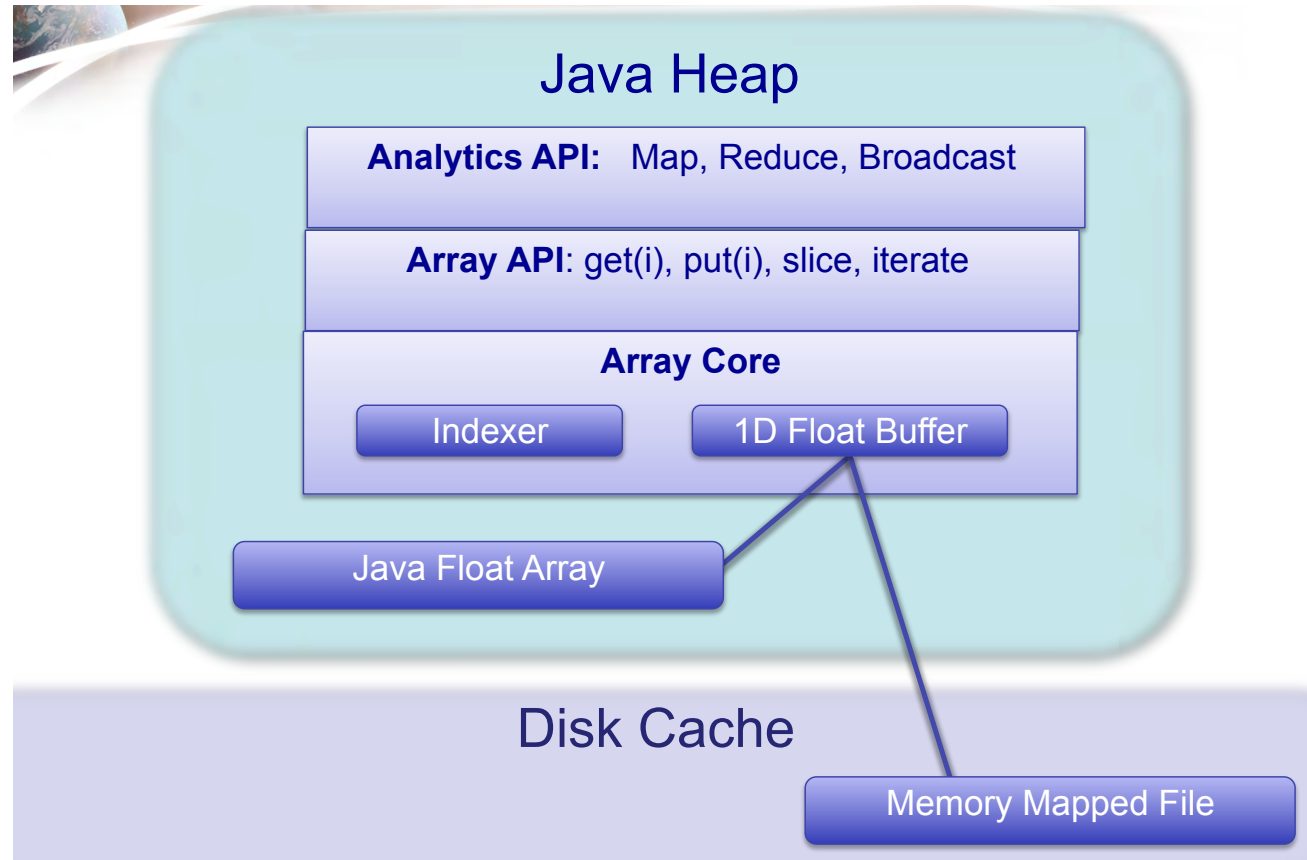 Java Heap
Analytics API: Map, Reduce, Broadcast
Array API: get(i), put(i), slice, iterate
Array Core
Indexer
1D Float Buffer
Java Float Array
Disk Cache
Memory Mapped File